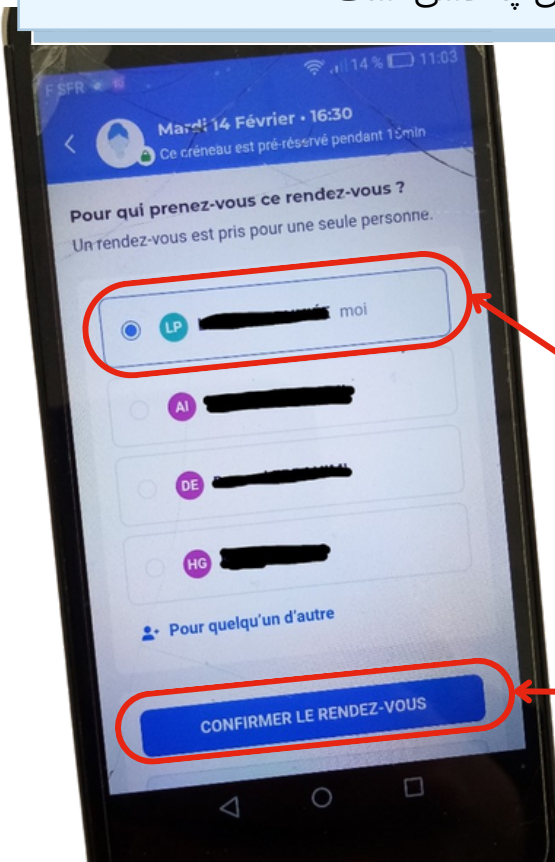 F SFR 14 % 11:03
Mardi 14 Février • 16:30
Ce créneau est pré-réservé pendant 15min
Pour qui prenez-vous ce rendez-vous ?
Un rendez-vous est pris pour une seule personne.
LP moi
AI
DE
HG
Pour quelqu'un d'autre
CONFIRMER LE RENDEZ-VOUS